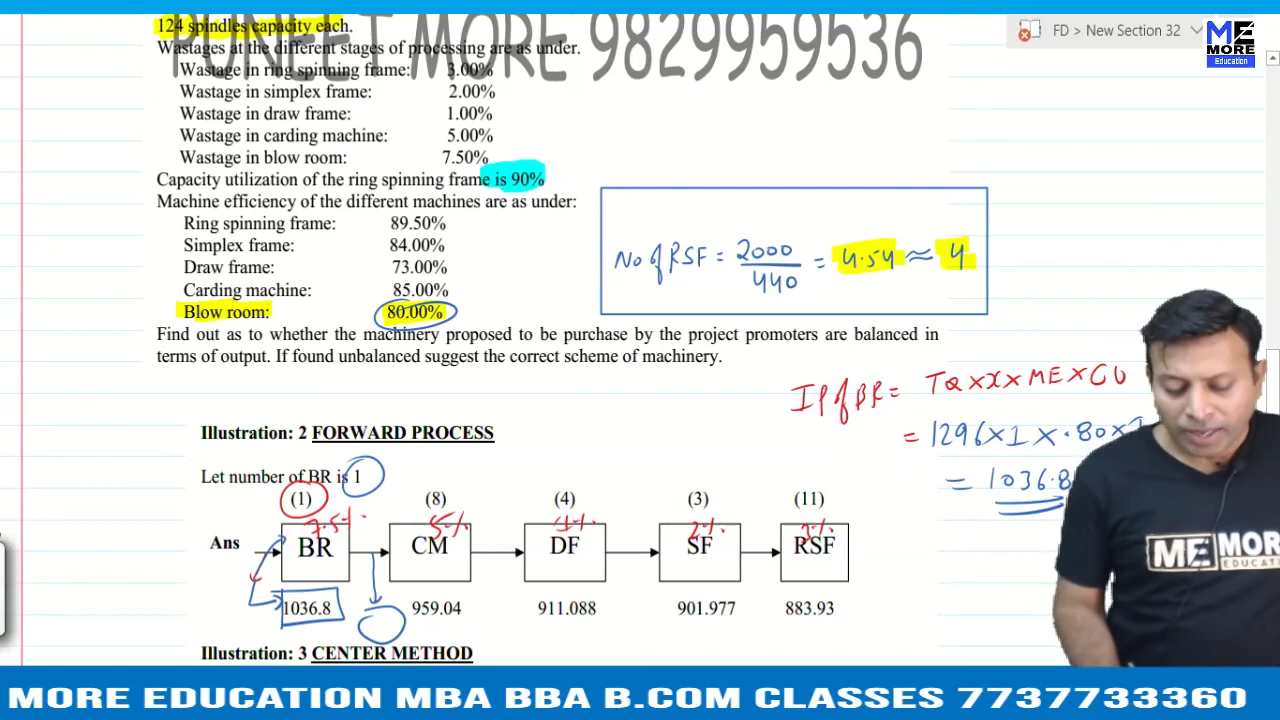 124 spindles capacity each.
PUNEET MORE 9829959536
Wastages at the different stages of processing are as under.
Wastage in ring spinning frame: 3.00%
Wastage in simplex frame: 2.00%
Wastage in draw frame: 1.00%
Wastage in carding machine: 5.00%
Wastage in blow room: 7.50%
Capacity utilization of the ring spinning frame is 90%
Machine efficiency of the different machines are as under:
Ring spinning frame: 89.50%
Simplex frame: 84.00%
Draw frame: 73.00%
Carding machine: 85.00%
Blow room: 80.00%
Find out as to whether the machinery proposed to be purchase by the project promoters are balanced in
terms of output. If found unbalanced suggest the correct scheme of machinery.
FD > New Section 32
ME MORE Education
No of RSF = 2000/440 = 4.54 ≈ 4
IP of BR = TQ×X×ME×CU
= 1296×1×.80×1
= 1036.8
Illustration: 2 FORWARD PROCESS
Let number of BR is 1
(1) (8) (4) (3) (11)
7.5% 5% 1% 2% 3%
Ans BR CM DF SF RSF
1036.8 959.04 911.088 901.977 883.93
Illustration: 3 CENTER METHOD
ME MORE
EDUCATI
MORE EDUCATION MBA BBA B.COM CLASSES 7737733360